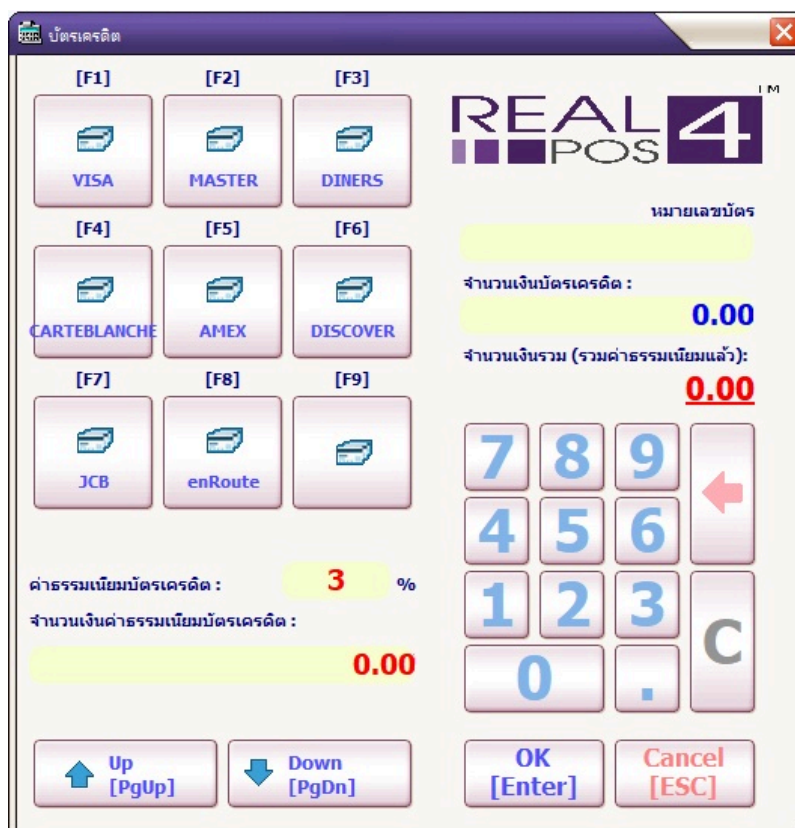 บัตรเครดิต
[F1] [F2] [F3]
VISA MASTER DINERS
[F4] [F5] [F6]
CARTEBLANCHE AMEX DISCOVER
[F7] [F8] [F9]
JCB enRoute
ค่าธรรมเนียมบัตรเครดิต : 3 %
จำนวนเงินค่าธรรมเนียมบัตรเครดิต :
0.00
Up
[PgUp]
Down
[PgDn]
REAL 4 TM
POS
หมายเลขบัตร
จำนวนเงินบัตรเครดิต :
0.00
จำนวนเงินรวม (รวมค่าธรรมเนียมแล้ว):
0.00
7 8 9
4 5 6
1 2 3 C
0 .
OK
[Enter]
Cancel
[ESC]